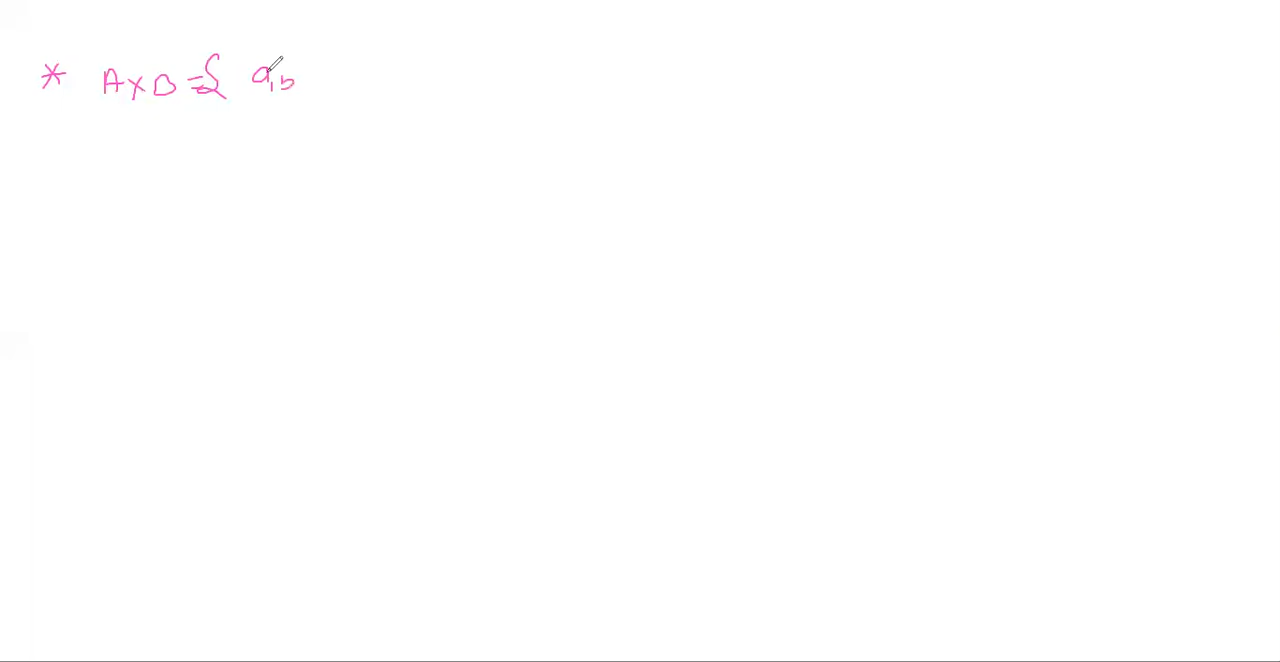 * A×B = { a,b